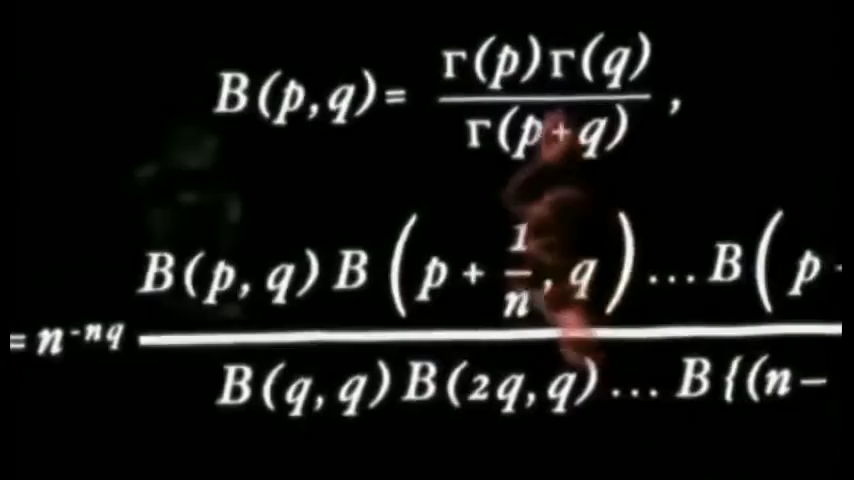 B(p,q)= Γ(p)Γ(q)
Γ(p+q) ,
B(p,q) B (p + 1/n, q) ... B ( p -
= n^-nq
B(q,q) B(2q,q) ... B {(n-